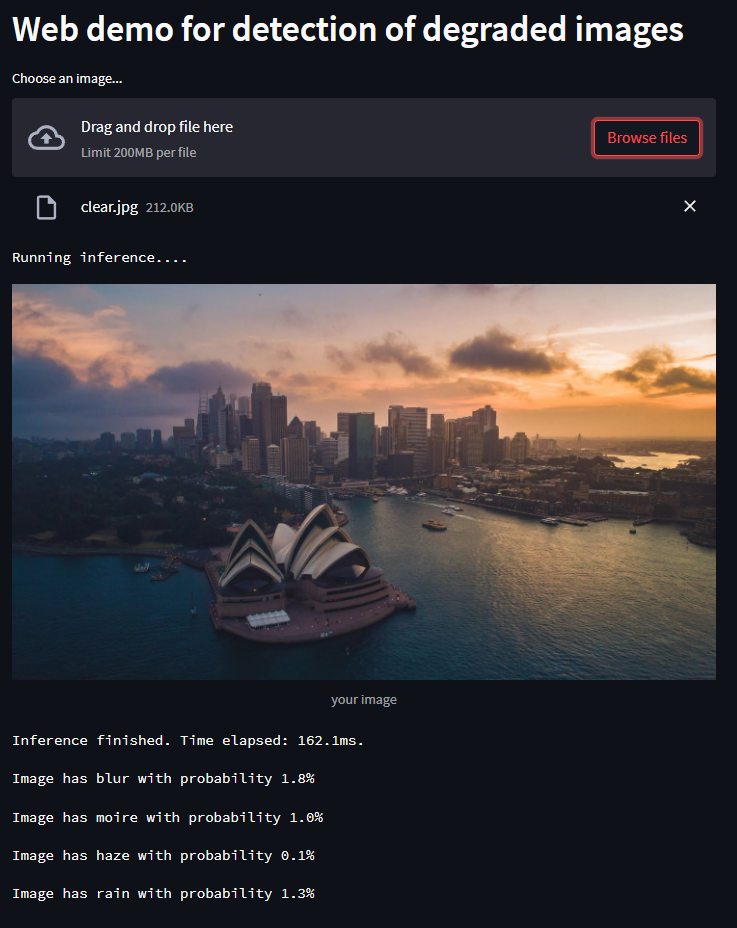 Web demo for detection of degraded images
Choose an image...
Drag and drop file here
Limit 200MB per file
Browse files
clear.jpg 212.0KB
Running inference....
your image
Inference finished. Time elapsed: 162.1ms.
Image has blur with probability 1.8%
Image has moire with probability 1.0%
Image has haze with probability 0.1%
Image has rain with probability 1.3%